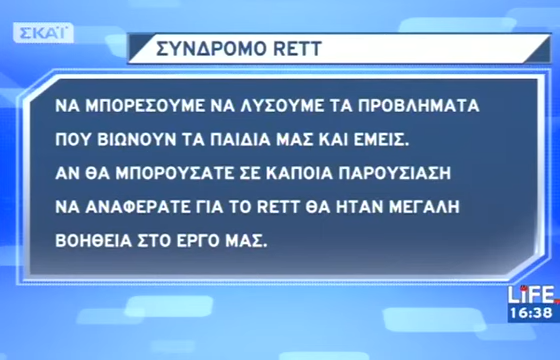 ΣΚΑΪ
ΣΥΝΔΡΟΜΟ RETT
ΝΑ ΜΠΟΡΕΣΟΥΜΕ ΝΑ ΛΥΣΟΥΜΕ ΤΑ ΠΡΟΒΛΗΜΑΤΑ
ΠΟΥ ΒΙΩΝΟΥΝ ΤΑ ΠΑΙΔΙΑ ΜΑΣ ΚΑΙ ΕΜΕΙΣ.
ΑΝ ΘΑ ΜΠΟΡΟΥΣΑΤΕ ΣΕ ΚΑΠΟΙΑ ΠΑΡΟΥΣΙΑΣΗ
ΝΑ ΑΝΑΦΕΡΑΤΕ ΓΙΑ ΤΟ RETT ΘΑ ΗΤΑΝ ΜΕΓΑΛΗ
ΒΟΗΘΕΙΑ ΣΤΟ ΕΡΓΟ ΜΑΣ.
LiFE
16:38